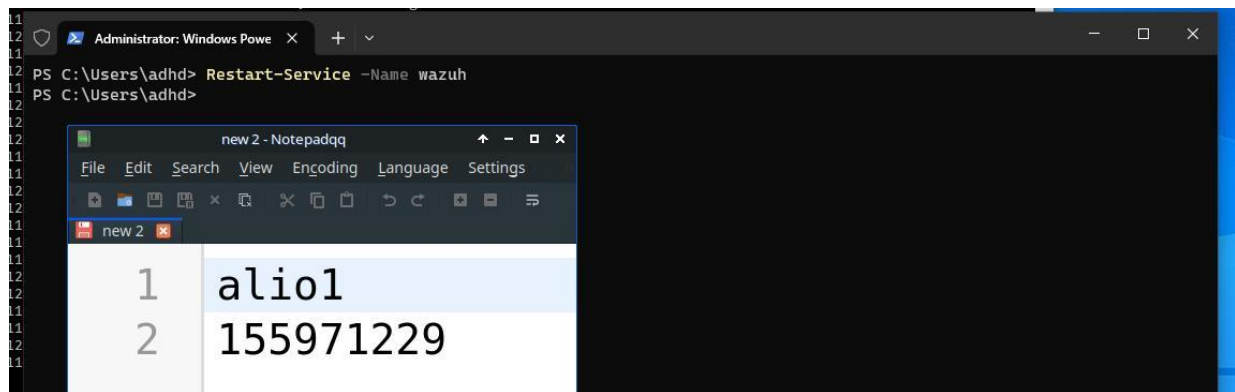 Administrator: Windows Powe
PS C:\Users\adhd> Restart-Service -Name wazuh
PS C:\Users\adhd>
new 2 - Notepadqq
File Edit Search View Encoding Language Settings
new 2
1 alio1
2 155971229